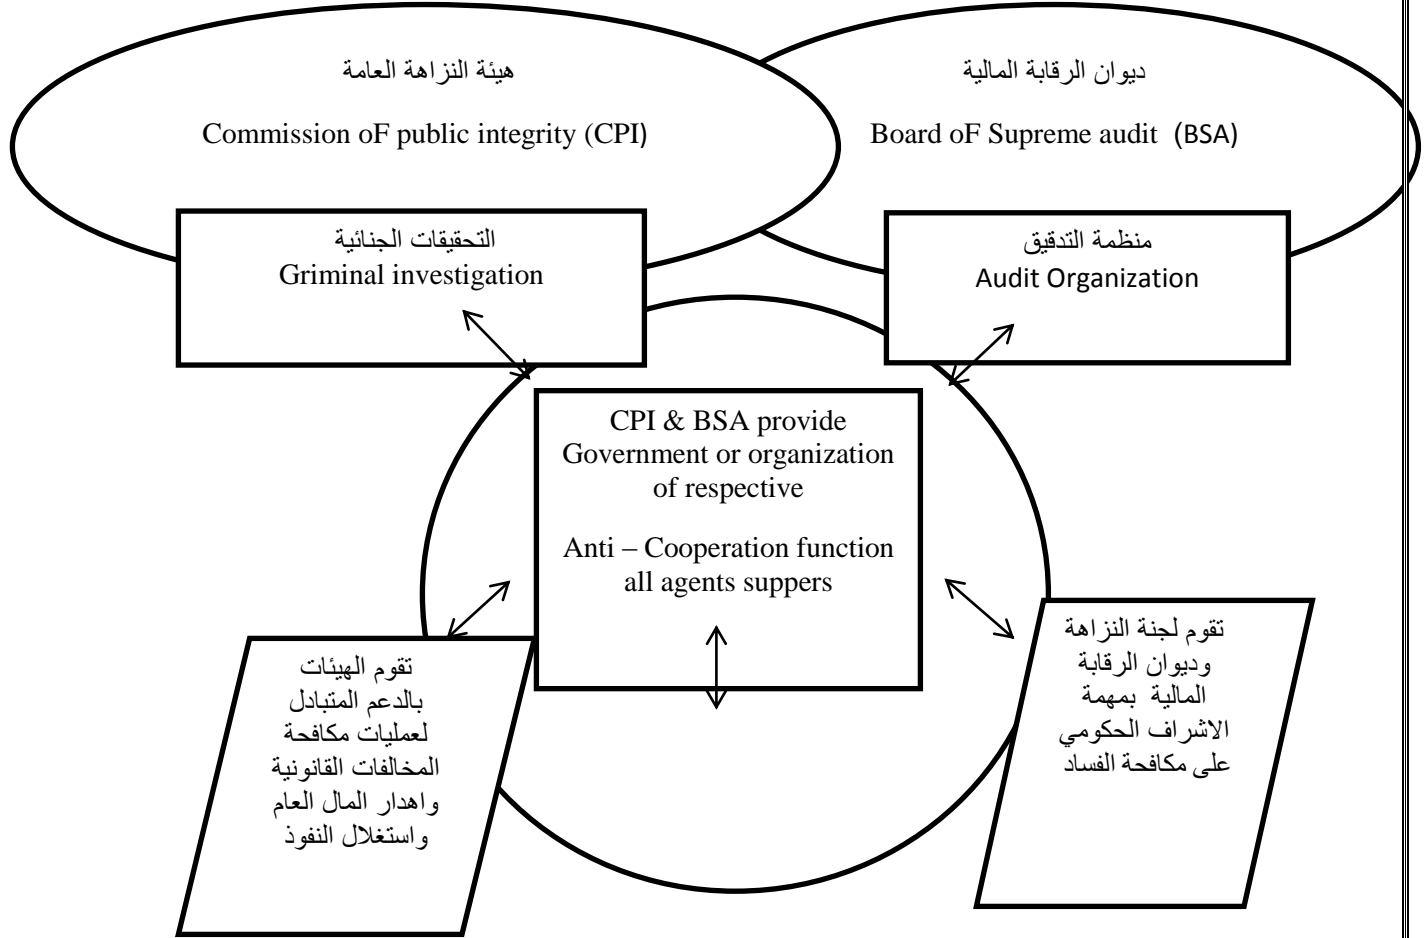 هيئة النزاهة العامة
Commission oF public integrity (CPI)
ديوان الرقابة المالية
Board oF Supreme audit (BSA)
التحقيقات الجنائية
Griminal investigation
منظمة التدقيق
Audit Organization
CPI & BSA provide
Government or organization
of respective
Anti – Cooperation function
all agents suppers
تقوم الهيئات
بالدعم المتبادل
لعمليات مكافحة
المخالفات القانونية
واهدار المال العام
واستغلال النفوذ
تقوم لجنة النزاهة
وديوان الرقابة
المالية بمهمة
الاشراف الحكومي
على مكافحة الفساد